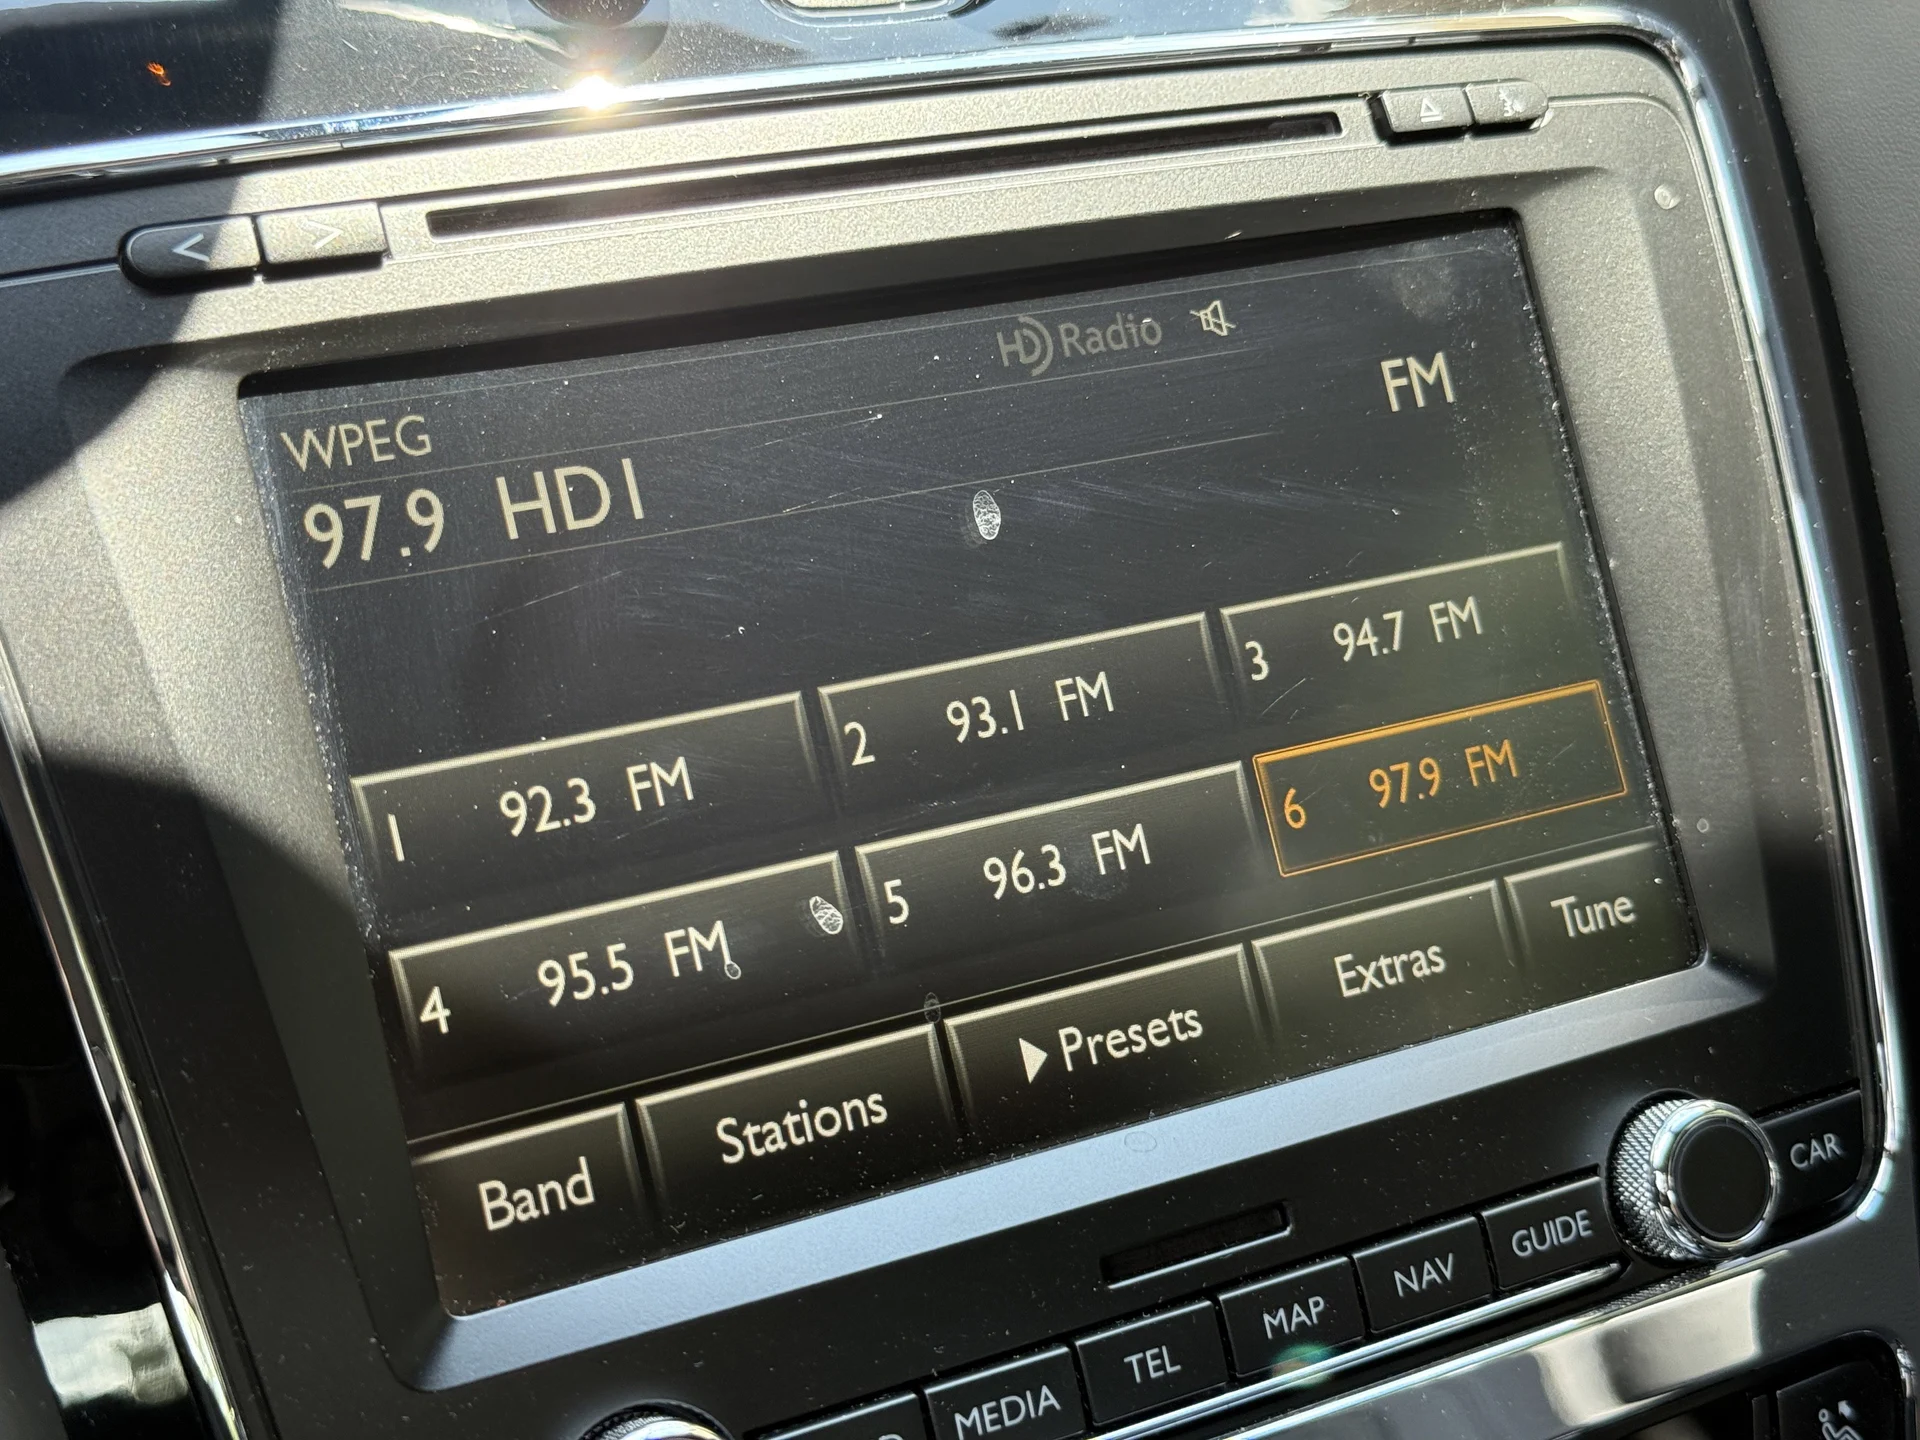 < >
HD Radio
FM
WPEG
97.9 HD1
1 92.3 FM
2 93.1 FM
3 94.7 FM
4 95.5 FM
5 96.3 FM
6 97.9 FM
Band
Stations
Presets
Extras
Tune
MEDIA
TEL
MAP
NAV
GUIDE
CAR